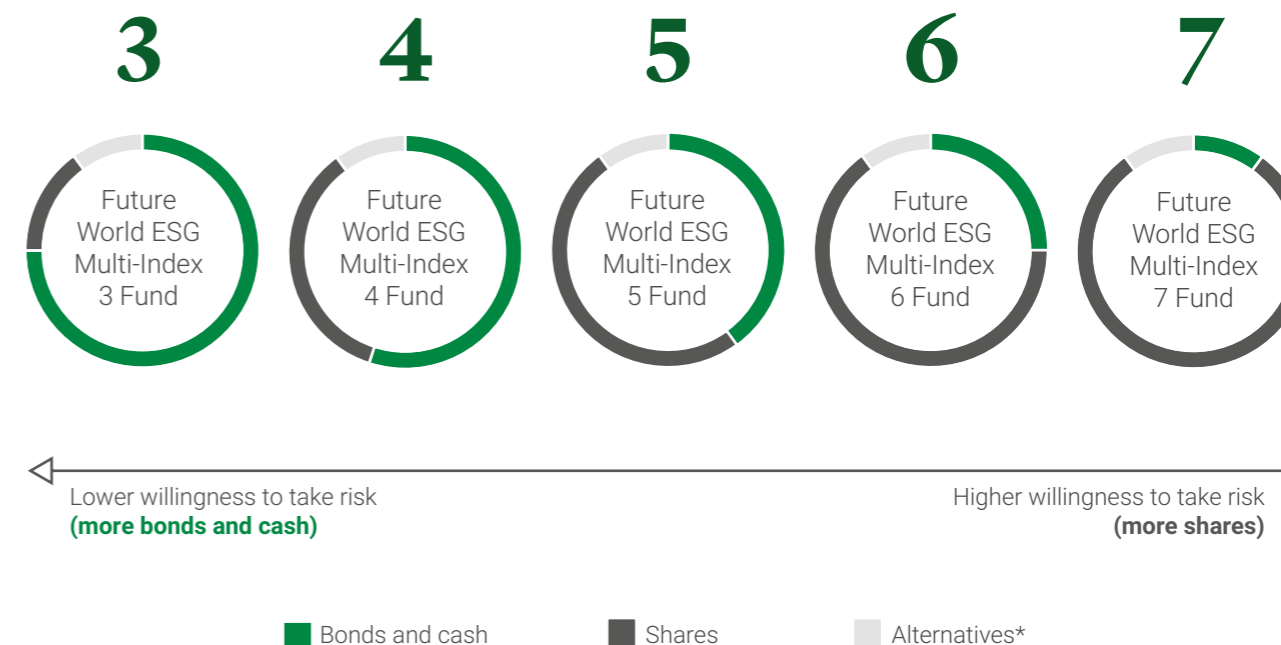 3
4
5
6
7
Future
World ESG
Multi-Index
3 Fund
Future
World ESG
Multi-Index
4 Fund
Future
World ESG
Multi-Index
5 Fund
Future
World ESG
Multi-Index
6 Fund
Future
World ESG
Multi-Index
7 Fund
Lower willingness to take risk
(more bonds and cash)
Higher willingness to take risk
(more shares)
Bonds and cash
Shares
Alternatives*